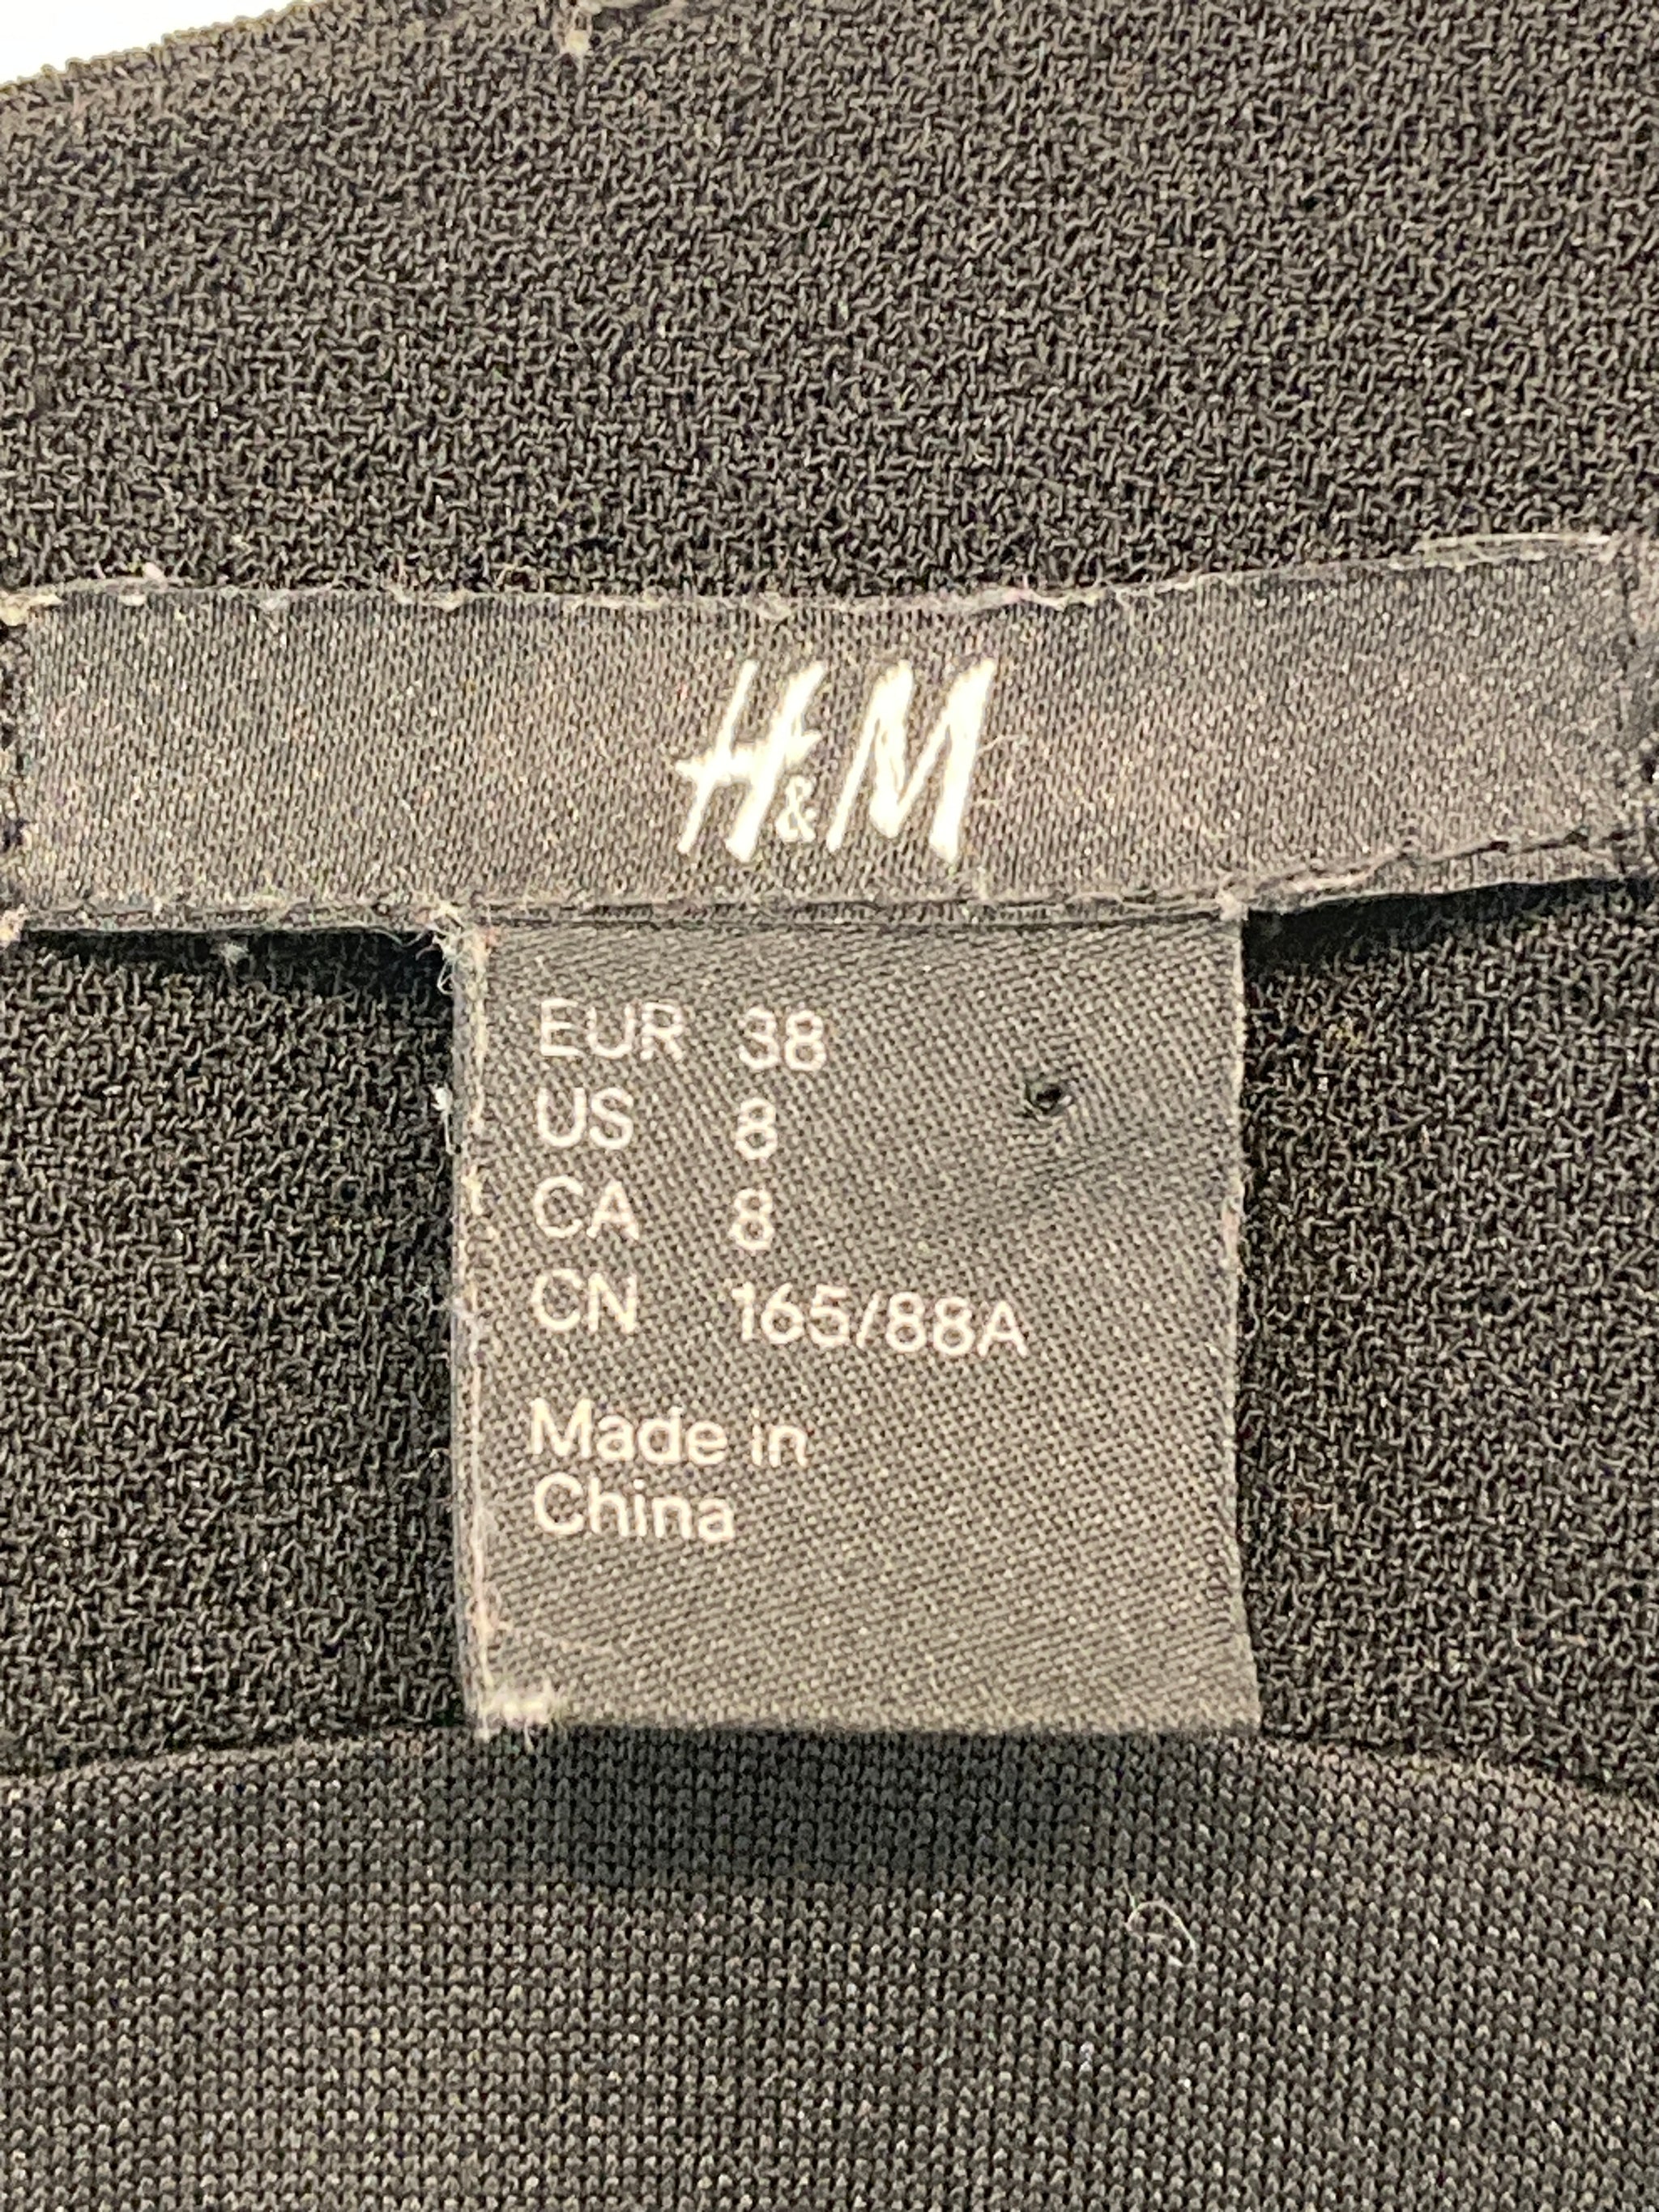 H&M
EUR 38
US 8
CA 8
CN 165/88A
Made in
China